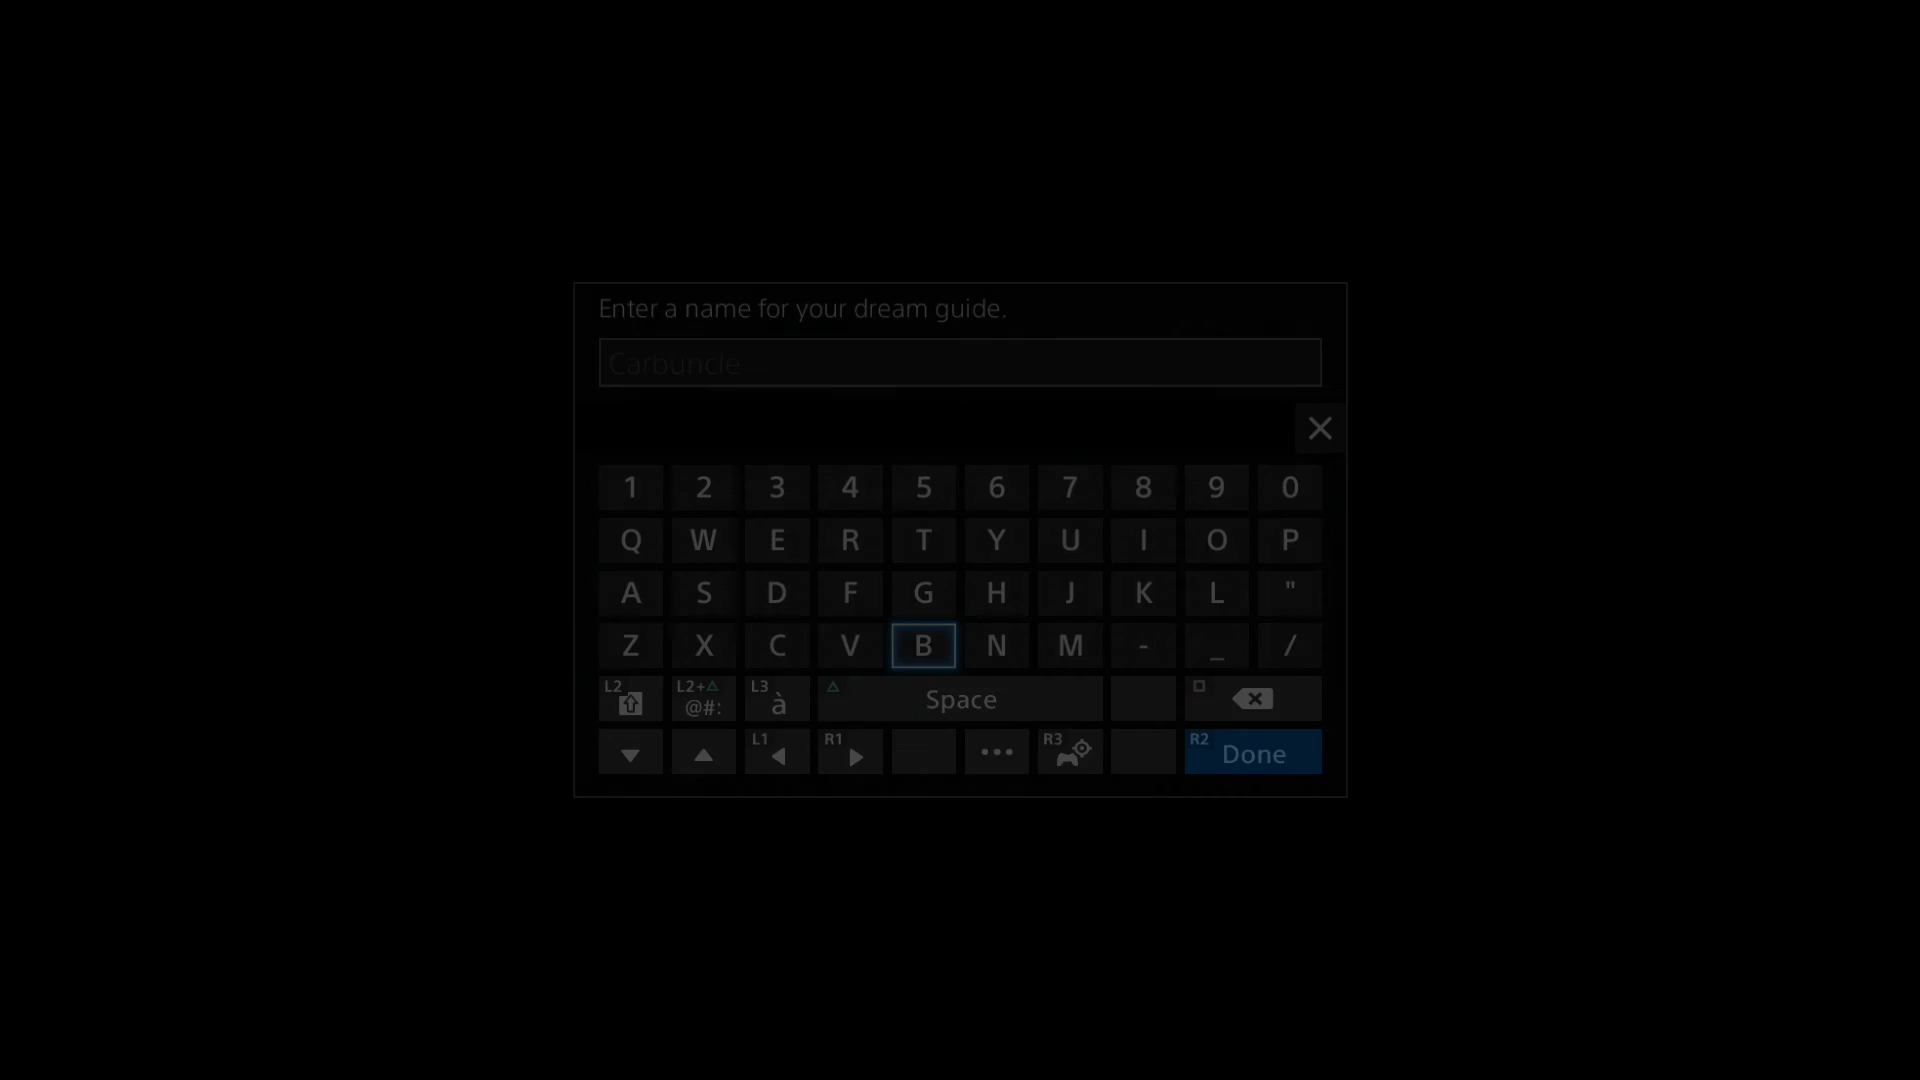 Enter a name for your dream guide.
Carbuncle
1 2 3 4 5 6 7 8 9 0
Q W E R T Y U I O P
A S D F G H J K L "
Z X C V B N M - _ /
L2 L2+△ @#: L3 à △ Space
L1 R1 ... R3 R2 Done